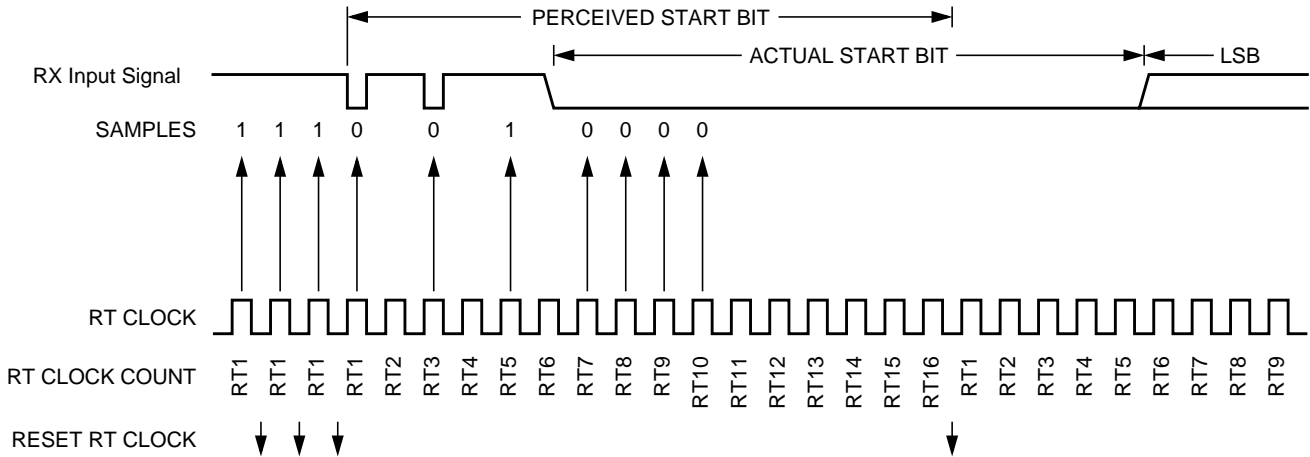 PERCEIVED START BIT
ACTUAL START BIT
LSB
RX Input Signal
SAMPLES 1 1 1 0 0 1 0 0 0 0
RT CLOCK
RT CLOCK COUNT RT1 RT1 RT1 RT1 RT2 RT3 RT4 RT5 RT6 RT7 RT8 RT9 RT10 RT11 RT12 RT13 RT14 RT15 RT16 RT1 RT2 RT3 RT4 RT5 RT6 RT7 RT8 RT9
RESET RT CLOCK